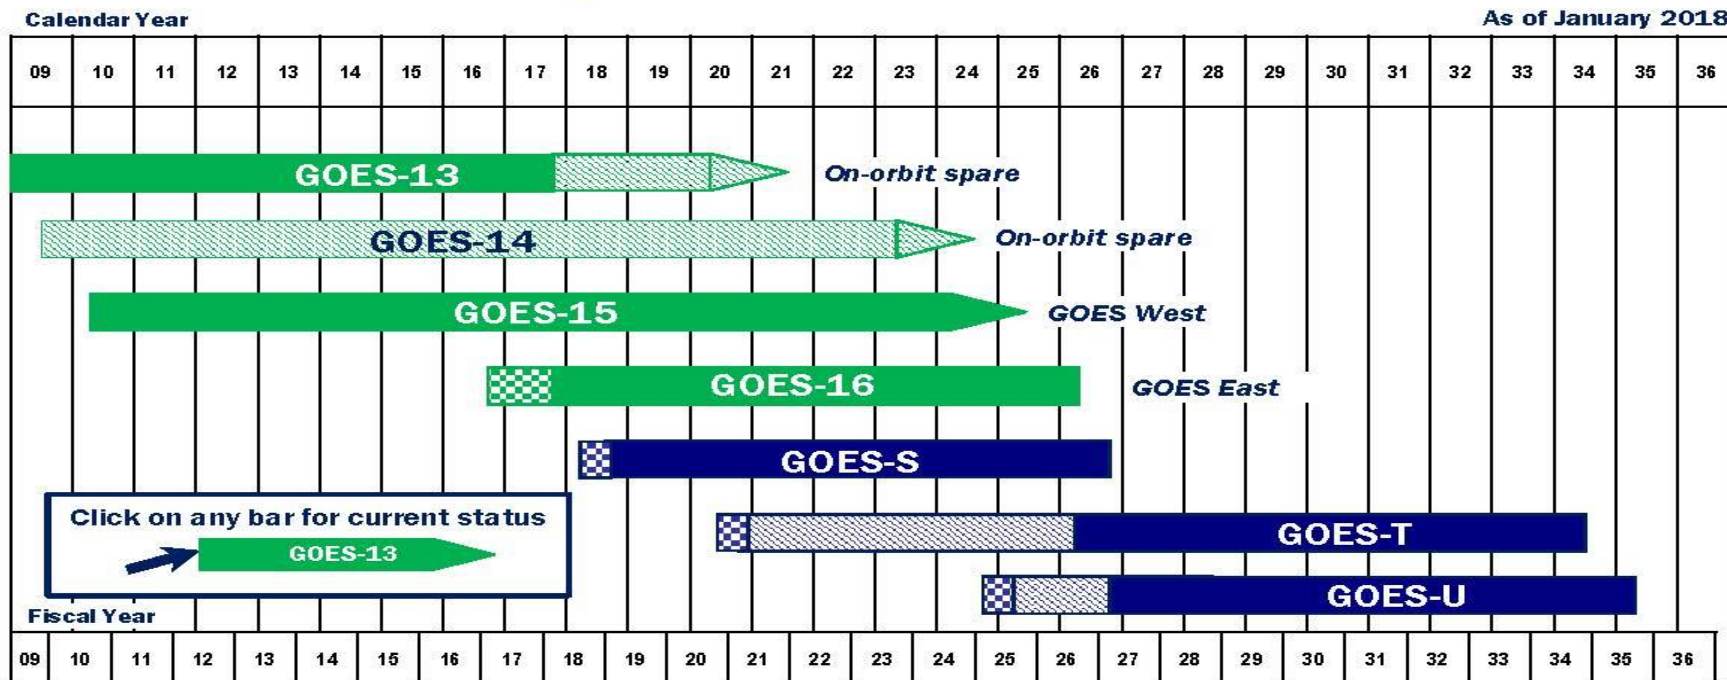 Calendar Year As of January 2018
09 10 11 12 13 14 15 16 17 18 19 20 21 22 23 24 25 26 27 28 29 30 31 32 33 34 35 36
GOES-13 On-orbit spare
GOES-14 On-orbit spare
GOES-15 GOES West
GOES-16 GOES East
GOES-S
Click on any bar for current status
GOES-13
GOES-T
GOES-U
Fiscal Year
09 10 11 12 13 14 15 16 17 18 19 20 21 22 23 24 25 26 27 28 29 30 31 32 33 34 35 36